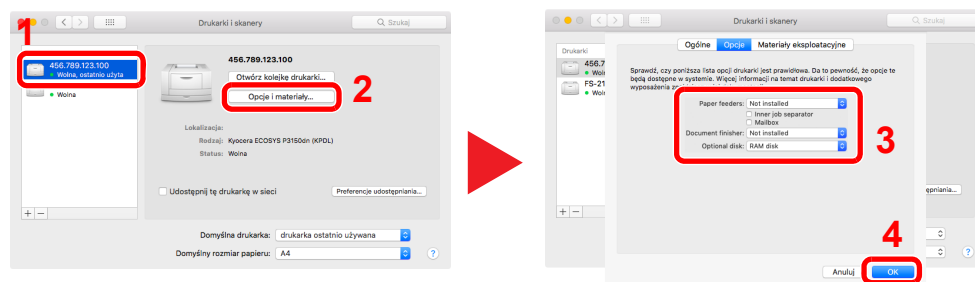 1
Drukarki i skanery
Szukaj
456.789.123.100
Wolna, ostatnio użyta
Wolna
456.789.123.100
Otwórz kolejkę drukarki...
Opcje i materiały...
2
Lokalizacja:
Rodzaj: Kyocera ECOSYS P3150dn (KPDL)
Status: Wolna
Udostępnij tę drukarkę w sieci
Preferencje udostępniania...
+ −
Domyślna drukarka: drukarka ostatnio używana
Domyślny rozmiar papieru: A4
?
Drukarki i skanery
Szukaj
Drukarki
456.7
Woln
FS-21
Woln
Ogólne Opcje Materiały eksploatacyjne
Sprawdź, czy poniższa lista opcji drukarki jest prawidłowa. Da to pewność, że opcje te
będą dostępne w systemie. Więcej informacji na temat drukarki i dodatkowego
wyposażenia
Paper feeders: Not installed
Inner job separator
Mailbox
Document finisher: Not installed
Optional disk: RAM disk
3
ępniania...
+ −
4
?
Anuluj
OK